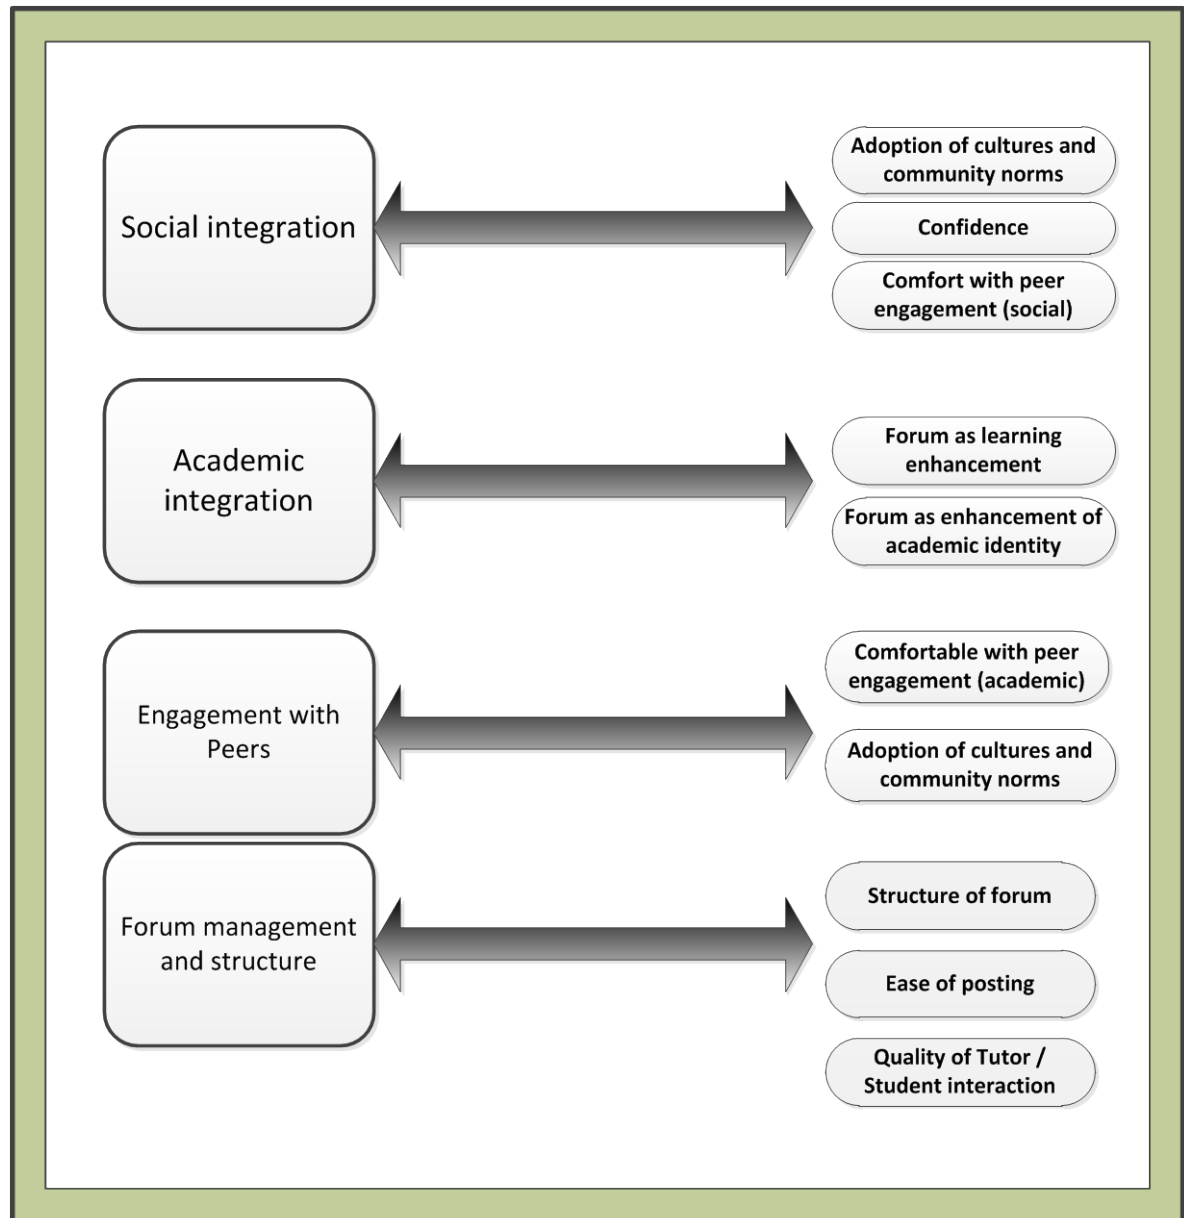 Social integration
Adoption of cultures and
community norms
Confidence
Comfort with peer
engagement (social)
Academic
integration
Forum as learning
enhancement
Forum as enhancement of
academic identity
Engagement with
Peers
Comfortable with peer
engagement (academic)
Adoption of cultures and
community norms
Forum management
and structure
Structure of forum
Ease of posting
Quality of Tutor /
Student interaction